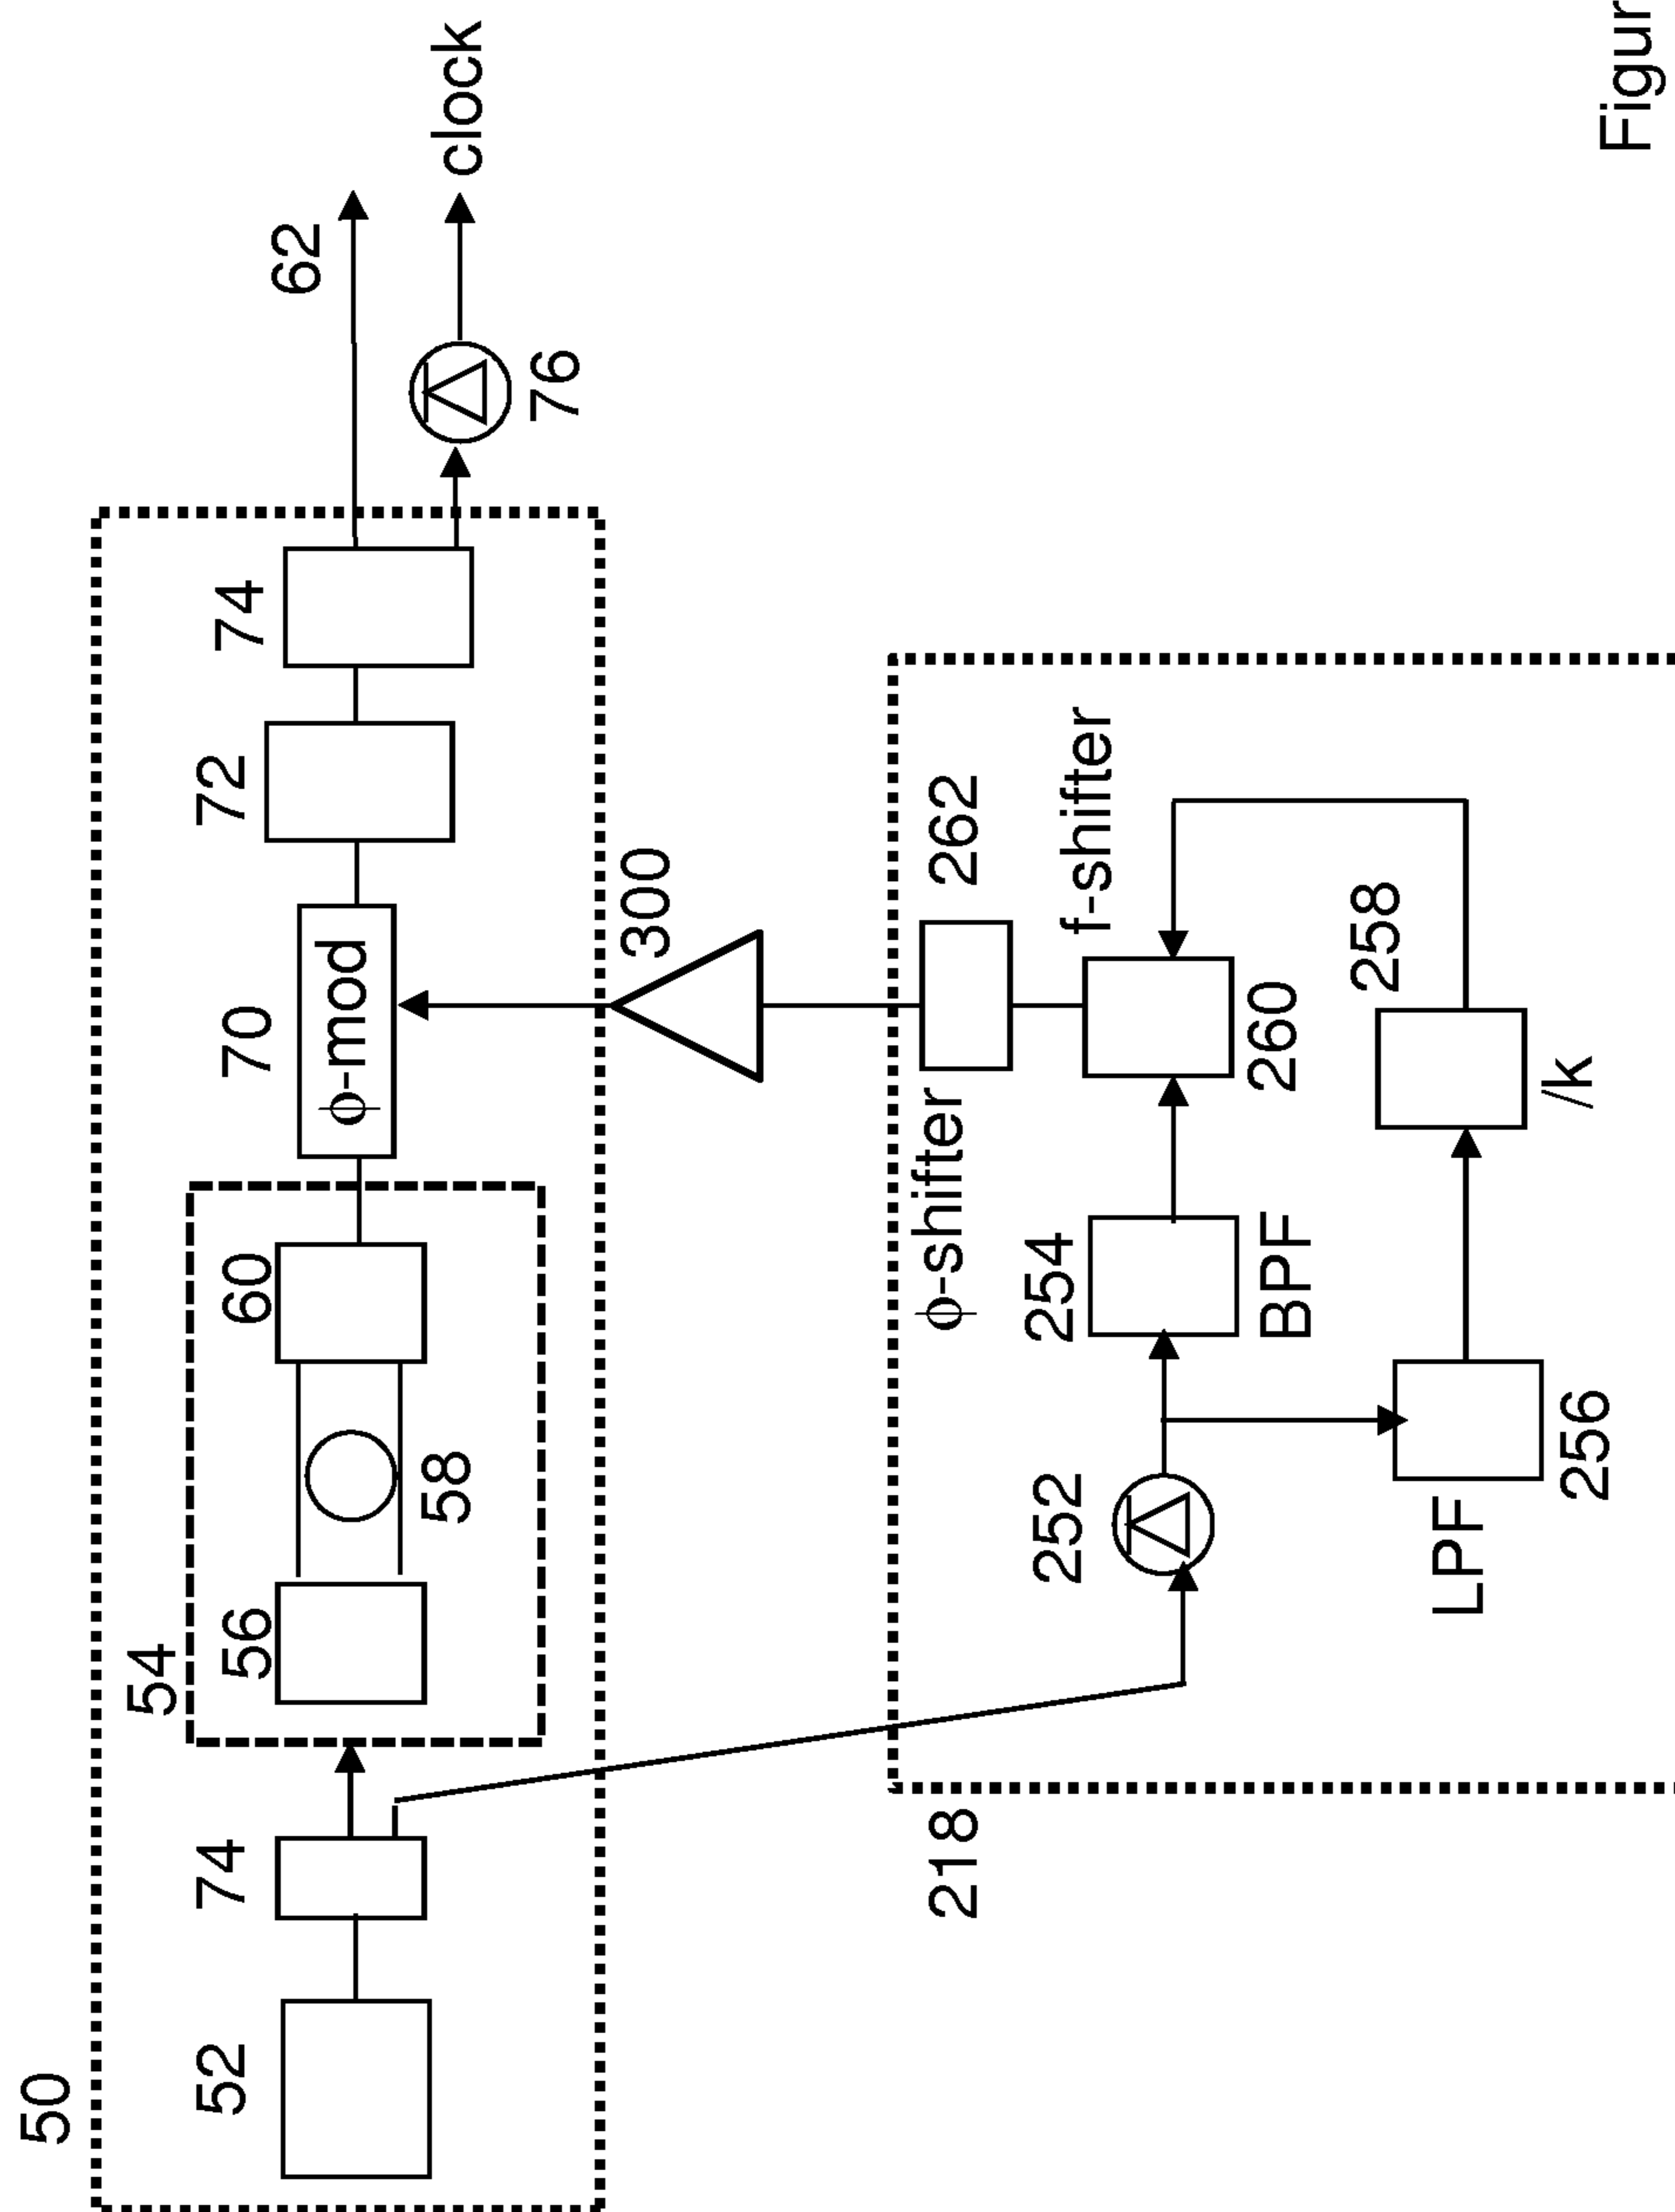 50
54
52
74
56
58
60
70
φ-mod
72
74
62
76
clock
300
218
252
254
BPF
LPF
256
φ-shifter
262
f-shifter
260
258
/k
Figur